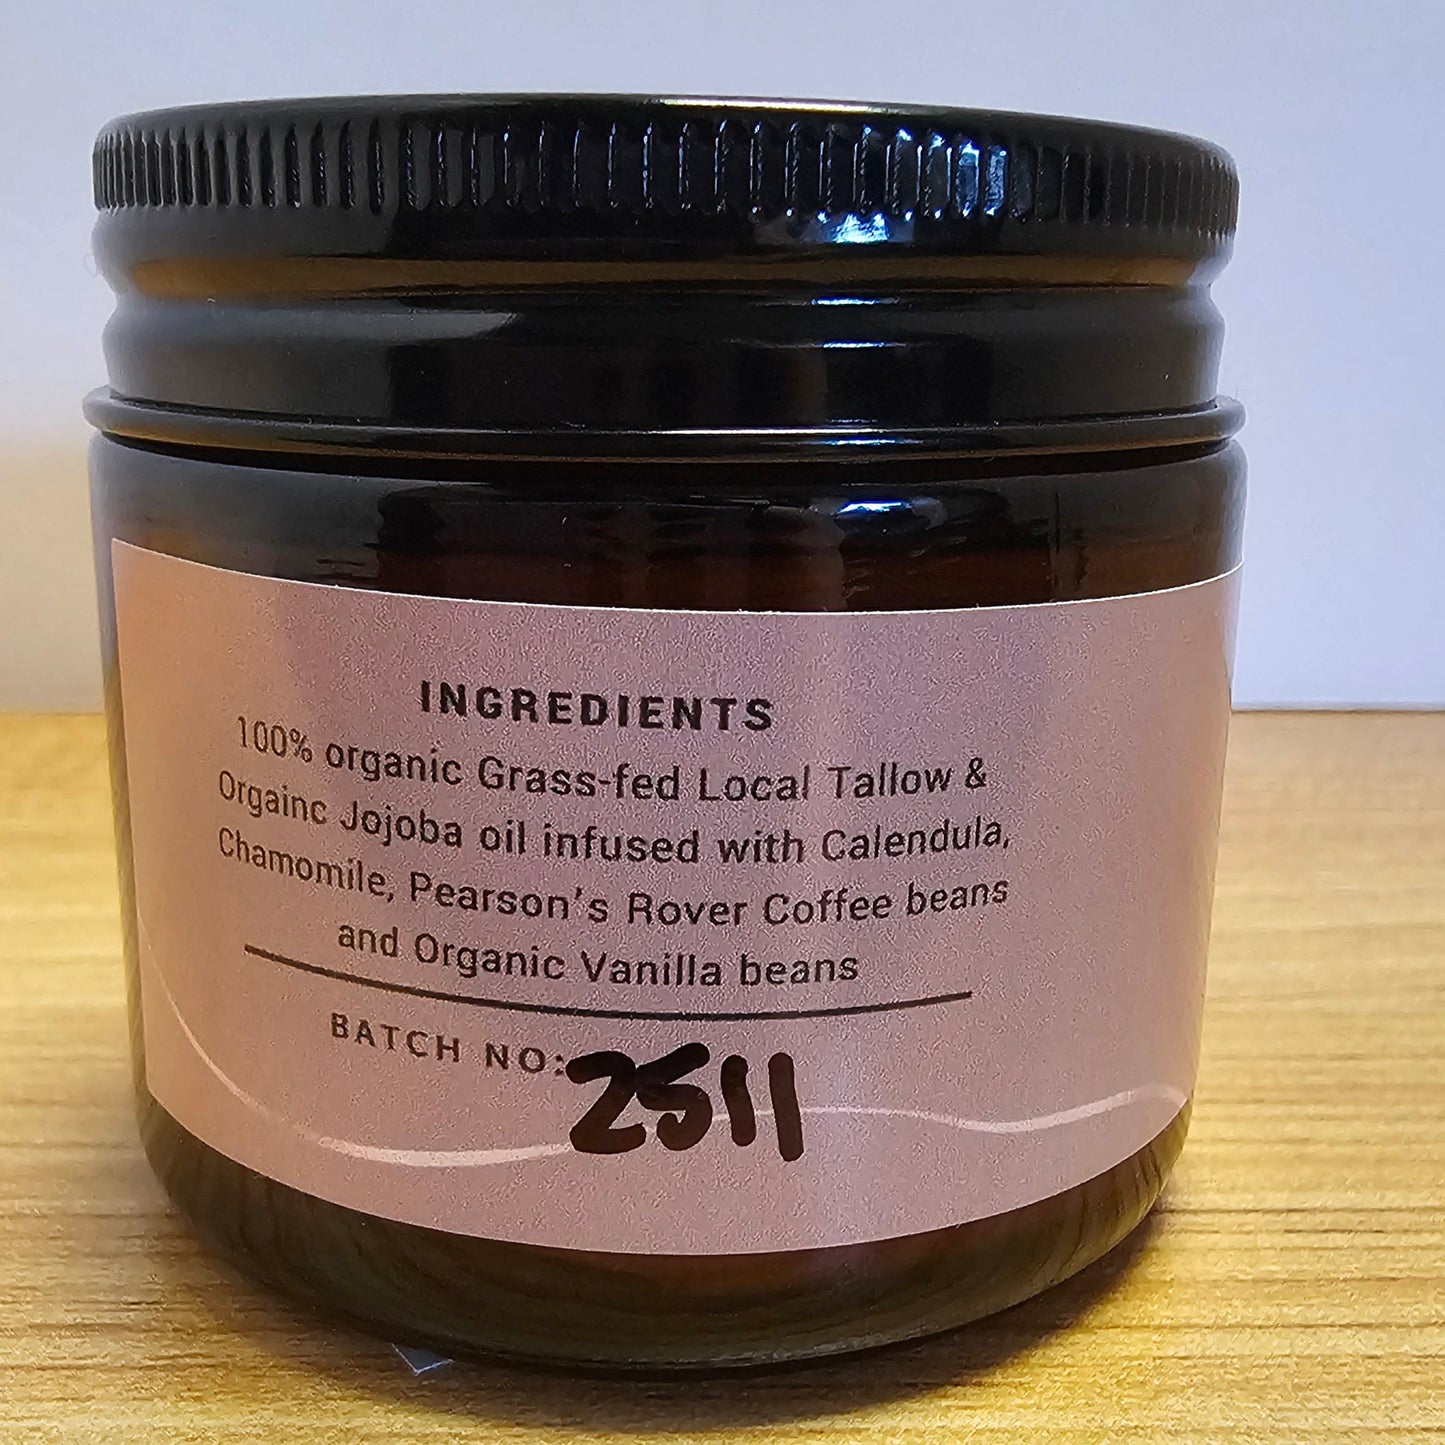 INGREDIENTS
100% organic Grass-fed Local Tallow &
Orgainc Jojoba oil infused with Calendula,
Chamomile, Pearson's Rover Coffee beans
and Organic Vanilla beans
BATCH NO: 2511